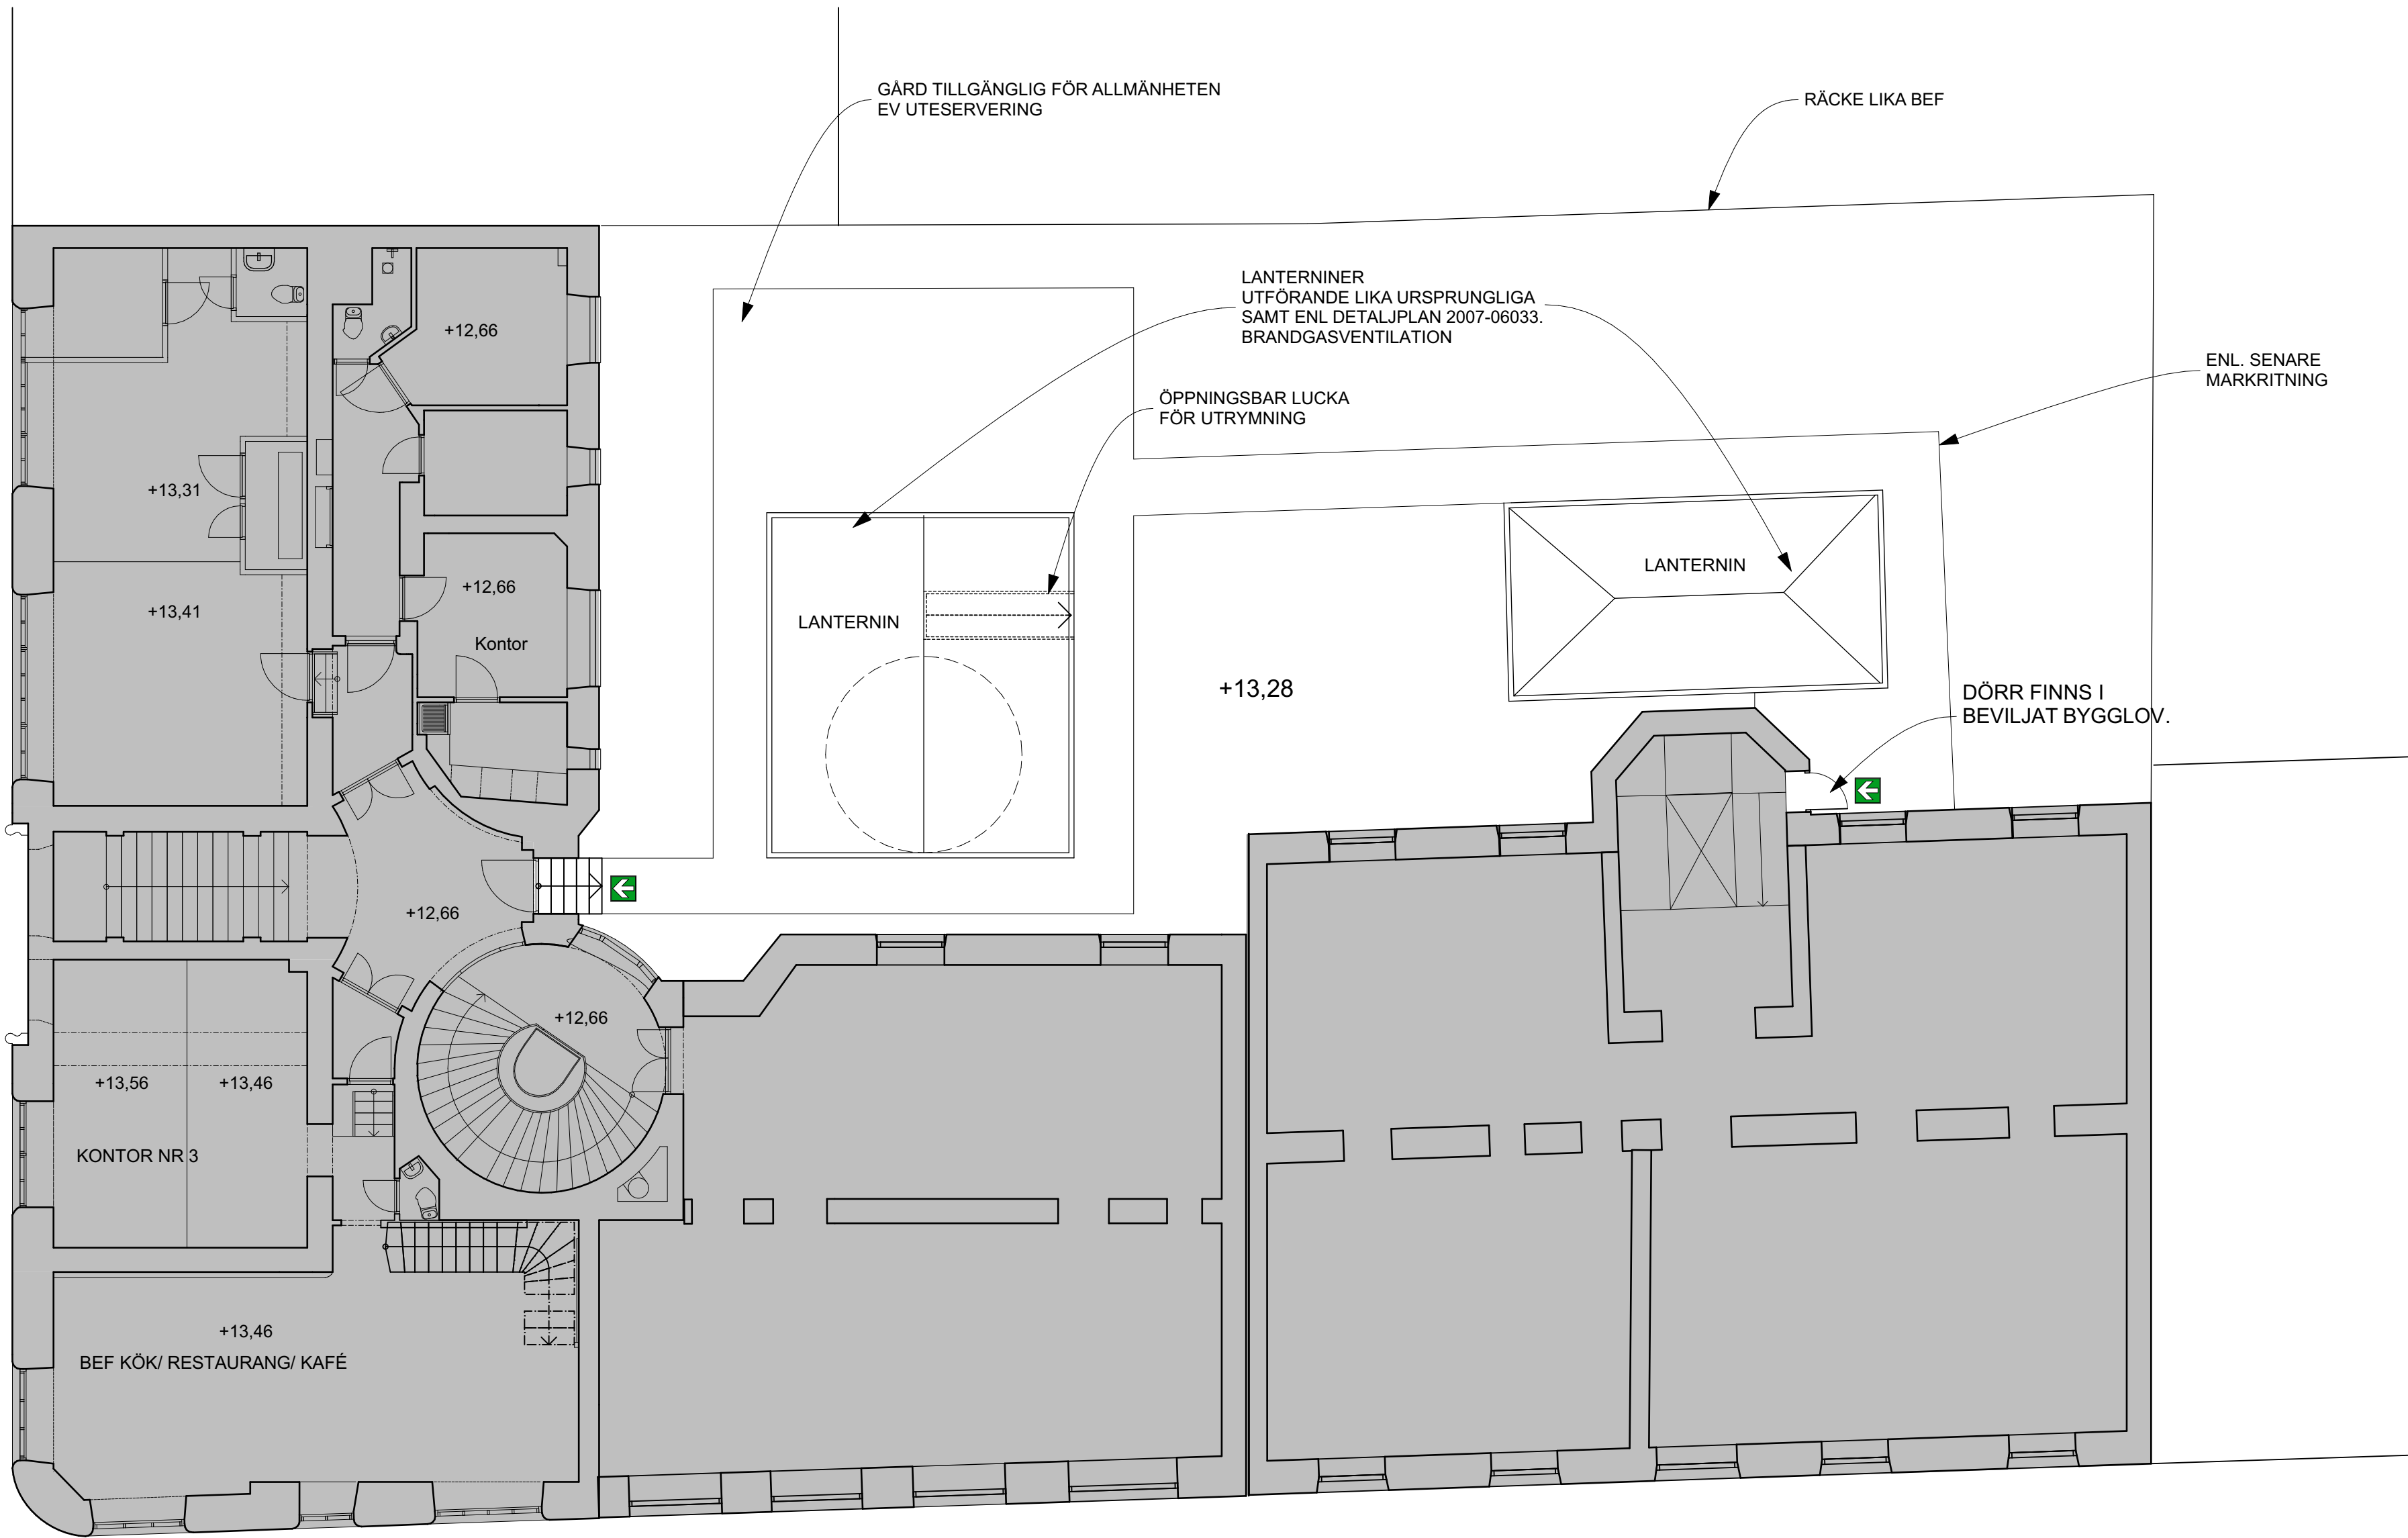 GÅRD TILLGÄNGLIG FÖR ALLMÄNHETEN
EV UTESERVERING
RÄCKE LIKA BEF
LANTERNINER
UTFÖRANDE LIKA URSPRUNGLIGA
SAMT ENL DETALJPLAN 2007-06033.
BRANDGASVENTILATION
ENL. SENARE
MARKRITNING
ÖPPNINGSBAR LUCKA
FÖR UTRYMNING
+12,66
+13,31
+13,41
+12,66
Kontor
LANTERNIN
LANTERNIN
+13,28
DÖRR FINNS I
BEVILJAT BYGGLOV.
+12,66
+12,66
+13,56
+13,46
KONTOR NR 3
+13,46
BEF KÖK/ RESTAURANG/ KAFÉ